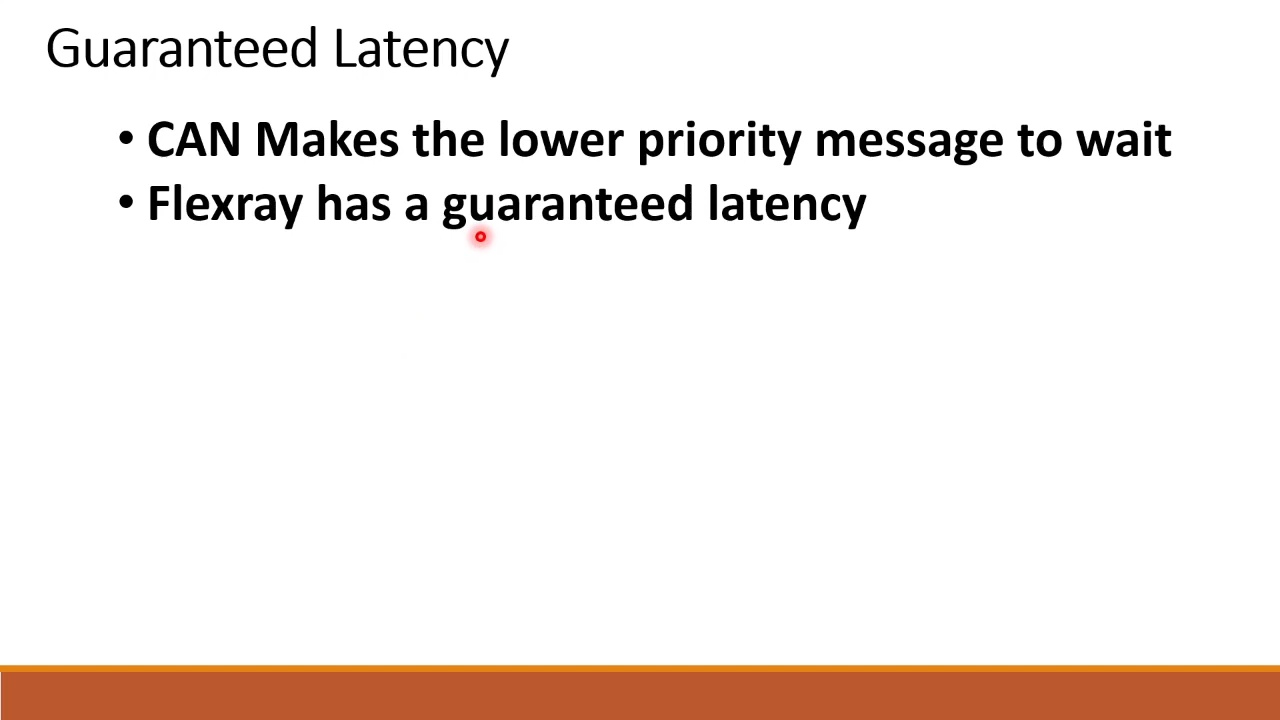 Guaranteed Latency
• CAN Makes the lower priority message to wait
• Flexray has a guaranteed latency